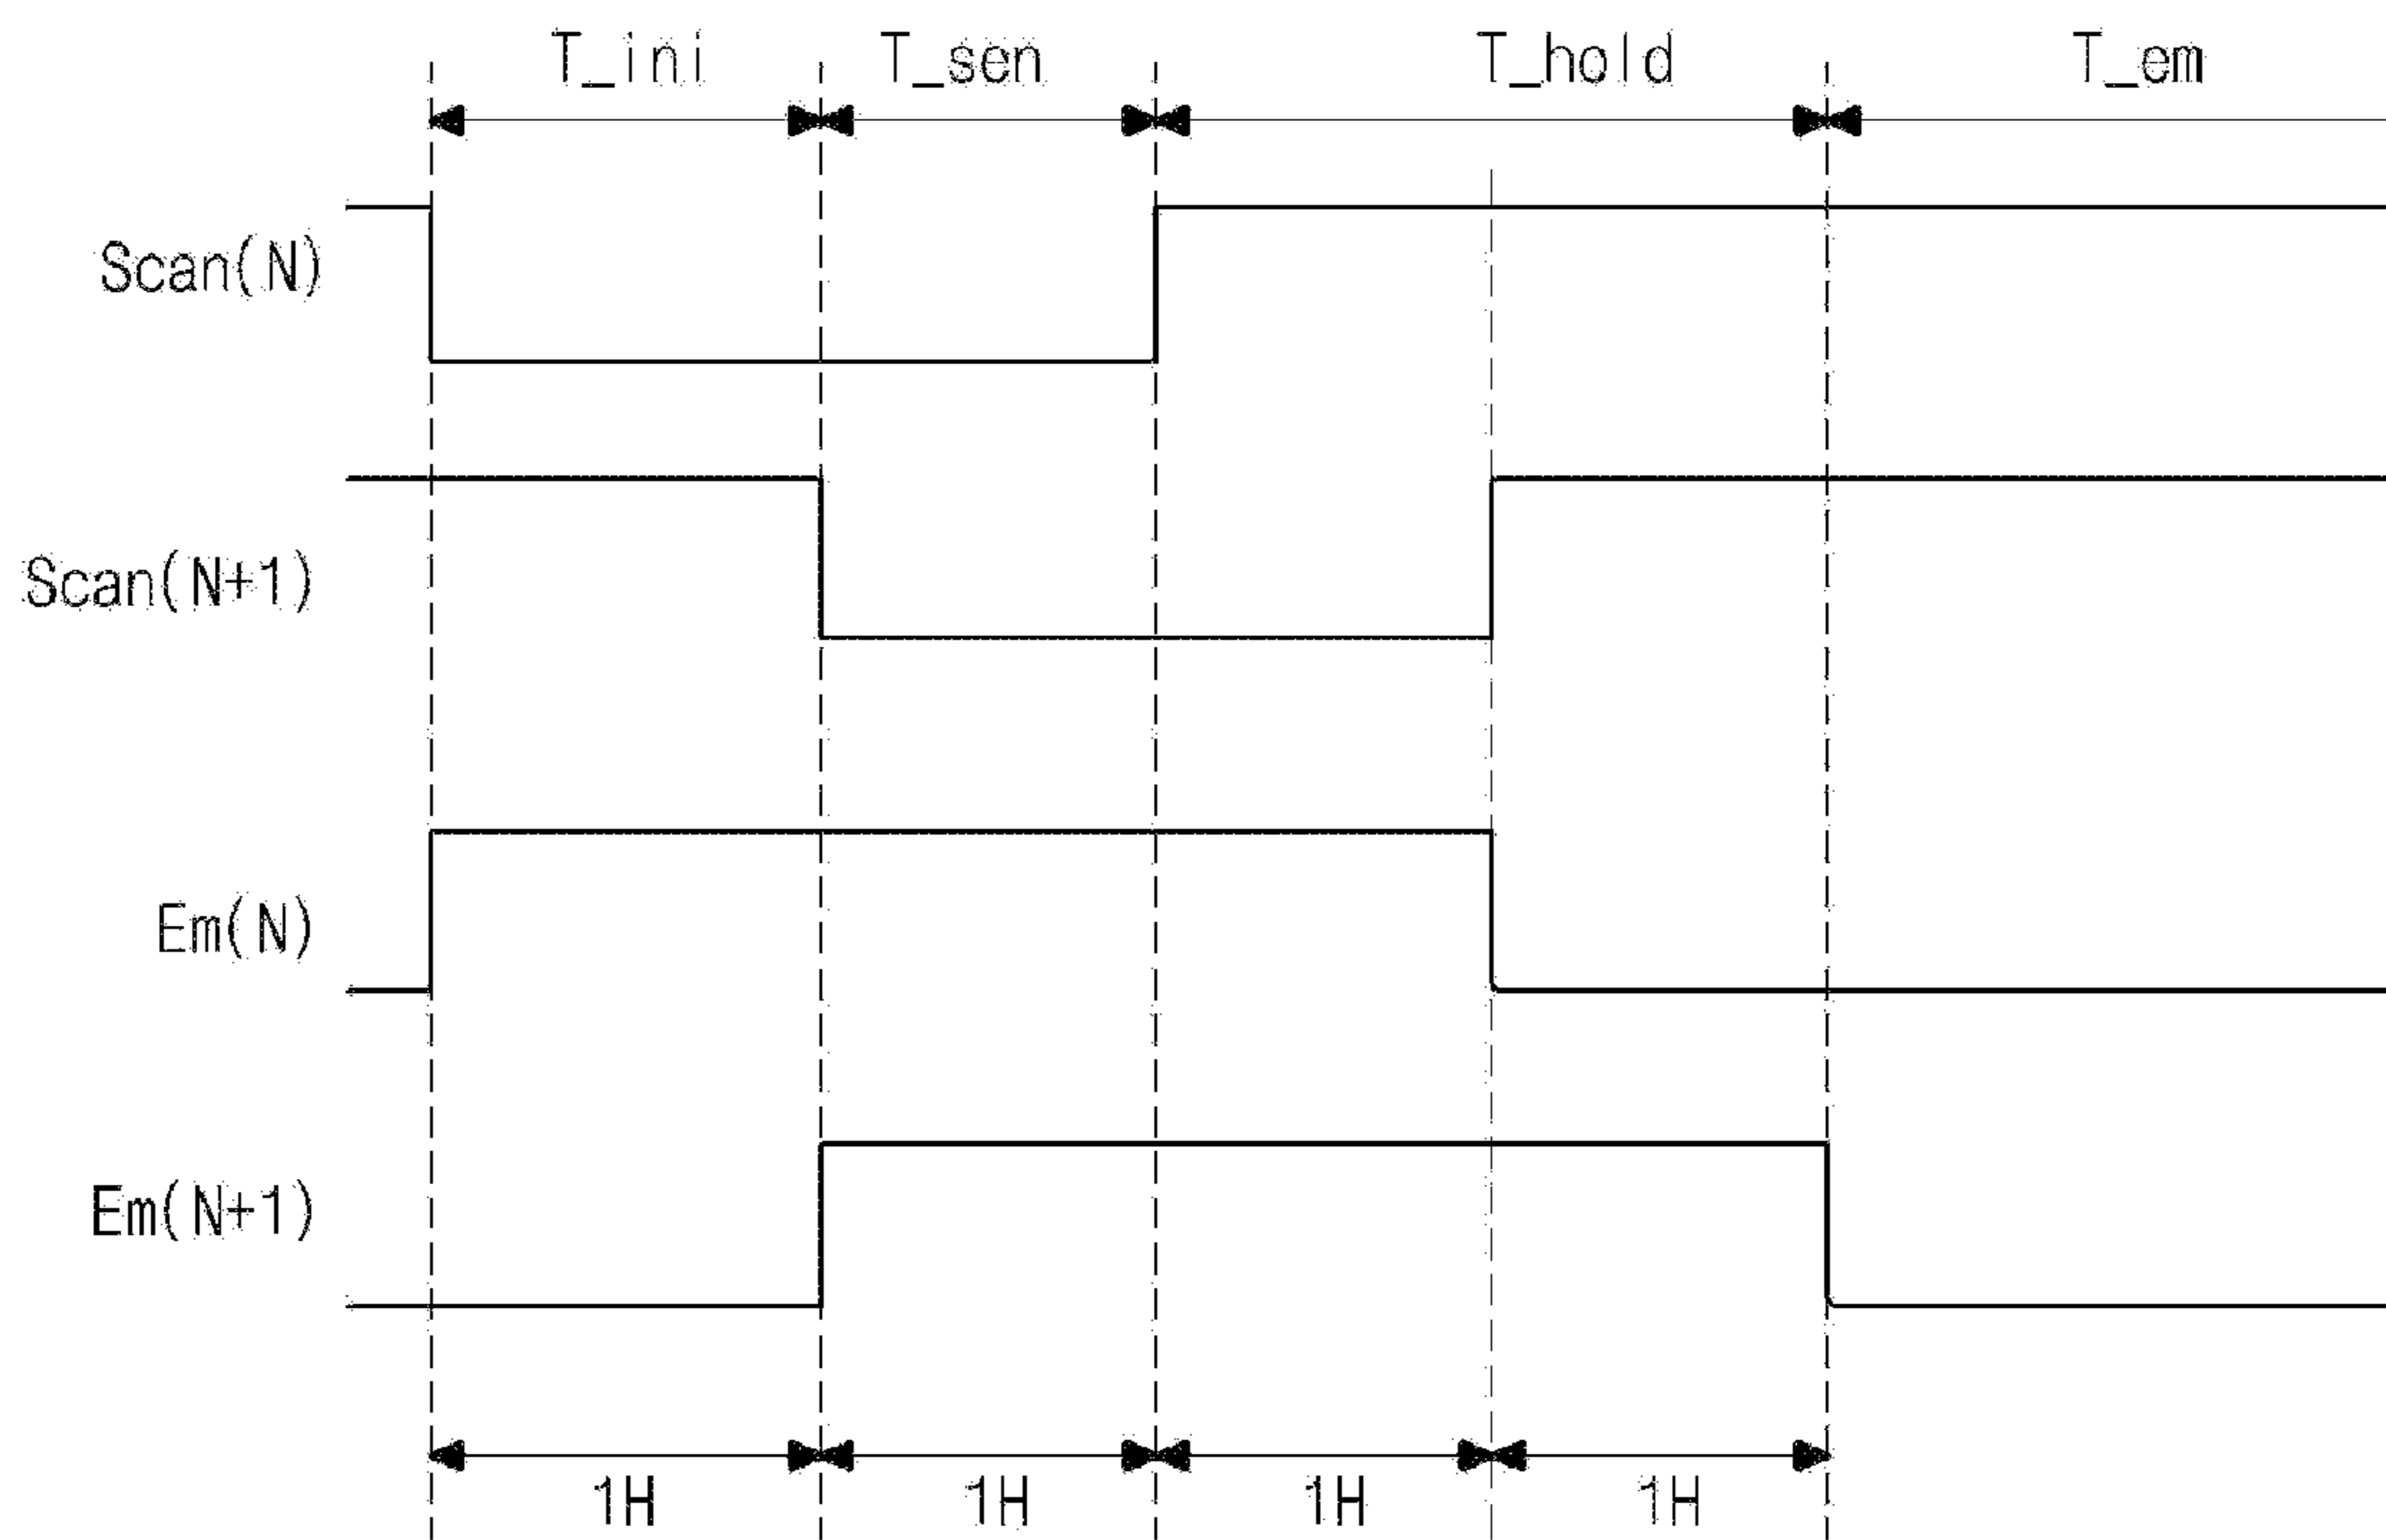 T_ini T_sen T_hold T_em
Scan(N)
Scan(N+1)
Em(N)
Em(N+1)
1H 1H 1H 1H